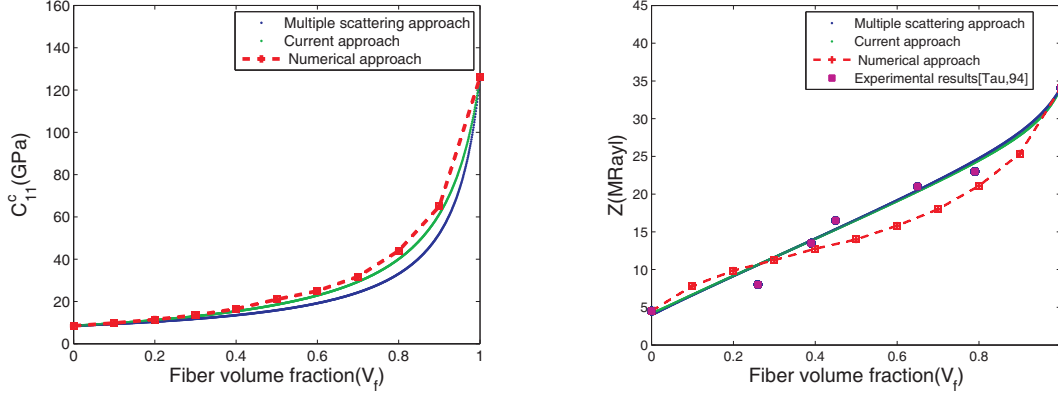 160
140
120
100
80
60
40
20
0
C^c_11(GPa)
Multiple scattering approach
Current approach
Numerical approach
0 0.2 0.4 0.6 0.8 1
Fiber volume fraction(V_f)
45
40
35
30
25
20
15
10
5
0
Z(MRayl)
Multiple scattering approach
Current approach
Numerical approach
Experimental results[Tau,94]
0 0.2 0.4 0.6 0.8
Fiber volume fraction(V_f)